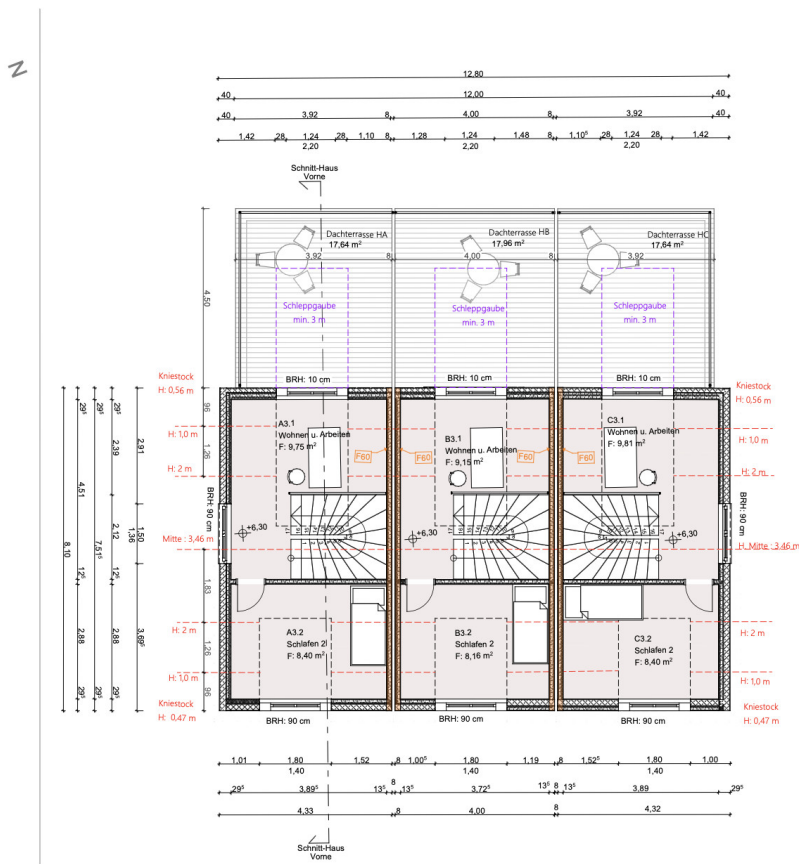 N
12,80
40 12,00 40
40 3,92 8 4,00 8 3,92 40
1,42 28 1,24 28 1,10 8 1,28 1,24 1,48 8 1,10⁵ 28 1,24 28 1,42
2,20 2,20 2,20
Schnitt-Haus
Vorne
Dachterrasse HA
17,64 m²
Dachterrasse HB
17,96 m²
Dachterrasse HC
17,64 m²
3,92 8 4,00 8 3,92
4,50
Schleppgaube
min. 3 m
Schleppgaube
min. 3 m
Schleppgaube
min. 3 m
Kniestock
H: 0,56 m
BRH: 10 cm
BRH: 10 cm
BRH: 10 cm
Kniestock
H: 0,56 m
H: 1,0 m
H: 1,0 m
H: 2 m
H: 2 m
A3.1
Wohnen u. Arbeiten
F: 9,75 m²
B3.1
Wohnen u. Arbeiten
F: 9,15 m²
C3.1
Wohnen u. Arbeiten
F: 9,81 m²
F60
F60
F60
BRH: 90 cm
BRH: 90 cm
+6,30
+6,30
+6,30
Mitte : 3,46 m
H. Mitte : 3.46 m
8,10
29⁵ 4,51 12⁵ 2,88 29⁵
29⁵ 7,51⁵ 29⁵
29⁵ 2,39 2,12 12⁵ 2,88 29⁵
2,91 1,50 3,69⁵
1,36
96 1,26 1,83 1,26 96
H: 2 m
H: 2 m
A3.2
Schlafen 2
F: 8,40 m²
B3.2
Schlafen 2
F: 8,16 m²
C3.2
Schlafen 2
F: 8,40 m²
H: 1,0 m
H: 1,0 m
Kniestock
H: 0,47 m
BRH: 90 cm
BRH: 90 cm
BRH: 90 cm
Kniestock
H: 0,47 m
1,01 1,80 1,52 8 1,00⁵ 1,80 1,19 8 1,52⁵ 1,80 1,00
1,40 1,40 1,40
29⁵ 3,89⁵ 13⁵ 8 13⁵ 3,72⁵ 13⁵ 8 13⁵ 3,89 29⁵
4,33 8 4,00 8 4,32
Schnitt-Haus
Vorne